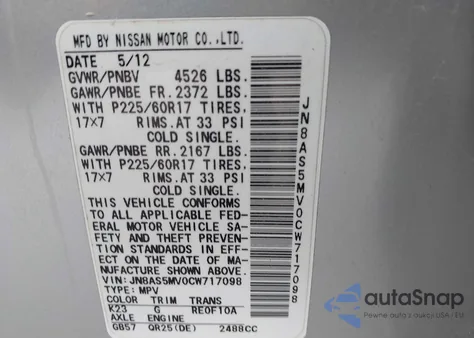 MFD BY NISSAN MOTOR CO.,LTD.
DATE 5/12
GVWR/PNBV 4526 LBS.
GAWR/PNBE FR. 2372 LBS.
WITH P225/60R17 TIRES.
17×7 RIMS.AT 33 PSI
COLD SINGLE.
GAWR/PNBE RR. 2167 LBS.
WITH P225/60R17 TIRES.
17×7 RIMS.AT 33 PSI
COLD SINGLE.
THIS VEHICLE CONFORMS
TO ALL APPLICABLE FED-
ERAL MOTOR VEHICLE SA-
FETY AND THEFT PREVENTION
STANDARDS IN EFF-
ECT ON THE DATE OF MA-
NUFACTURE SHOWN ABOVE.
VIN:JN8AS5MV0CW717098
TYPE:MPV
COLOR TRIM TRANS
K23 G RE0F10A
AXLE ENGINE
GB57 QR25(DE) 2488CC
JN8AS5MV0CW717098
autoSnap